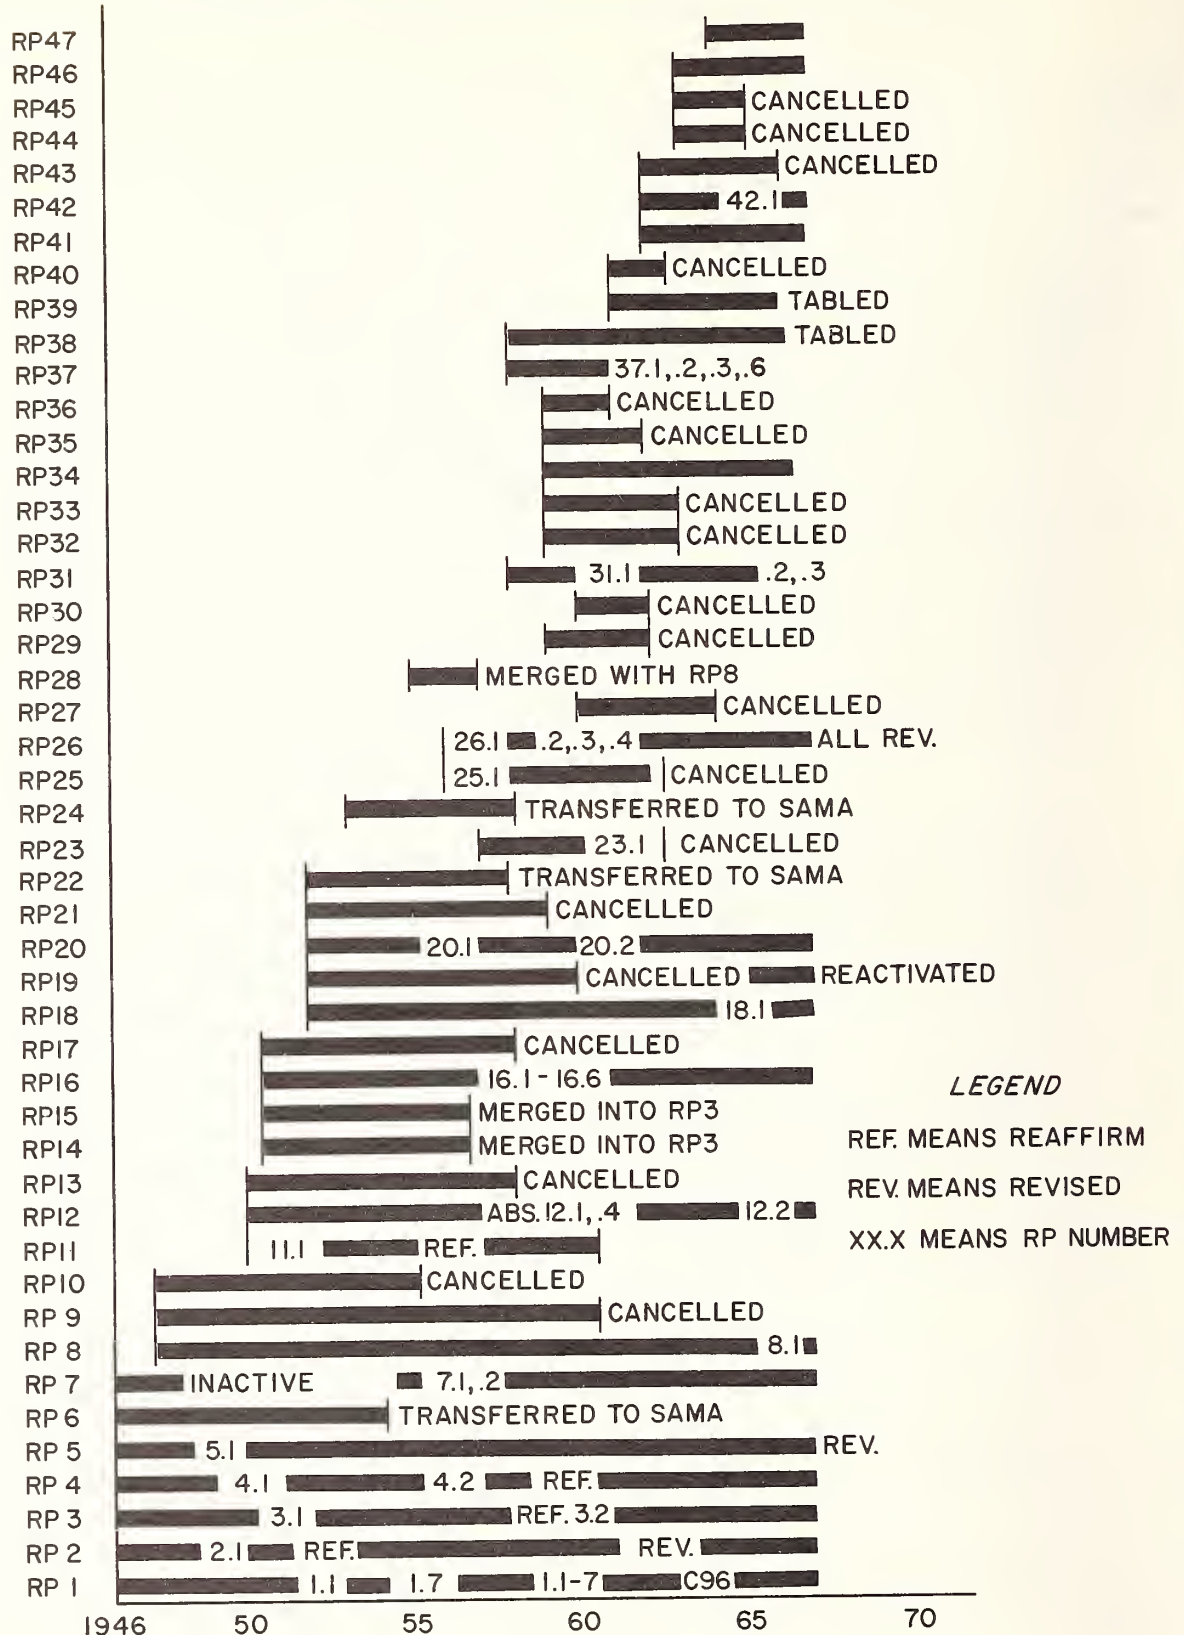 RP47
RP46
RP45 CANCELLED
RP44 CANCELLED
RP43 CANCELLED
RP42 42.1
RP41
RP40 CANCELLED
RP39 TABLED
RP38 TABLED
RP37 37.1,.2,.3,.6
RP36 CANCELLED
RP35 CANCELLED
RP34
RP33 CANCELLED
RP32 CANCELLED
RP31 31.1 .2,.3
RP30 CANCELLED
RP29 CANCELLED
RP28 MERGED WITH RP8
RP27 CANCELLED
RP26 26.1 .2,.3,.4 ALL REV.
RP25 25.1 CANCELLED
RP24 TRANSFERRED TO SAMA
RP23 23.1 CANCELLED
RP22 TRANSFERRED TO SAMA
RP21 CANCELLED
RP20 20.1 20.2
RP19 CANCELLED REACTIVATED
RP18 18.1
RP17 CANCELLED
RP16 16.1 - 16.6
RP15 MERGED INTO RP3
RP14 MERGED INTO RP3
RP13 CANCELLED
RP12 ABS. 12.1, .4 12.2
RP11 11.1 REF.
RP10 CANCELLED
RP 9 CANCELLED
RP 8 8.1
RP 7 INACTIVE 7.1,.2
RP 6 TRANSFERRED TO SAMA
RP 5 5.1 REV.
RP 4 4.1 4.2 REF.
RP 3 3.1 REF. 3.2
RP 2 2.1 REF. REV.
RP 1 1.1 1.7 1.1-7 C96
1946 50 55 60 65 70
LEGEND
REF. MEANS REAFFIRM
REV. MEANS REVISED
XX.X MEANS RP NUMBER